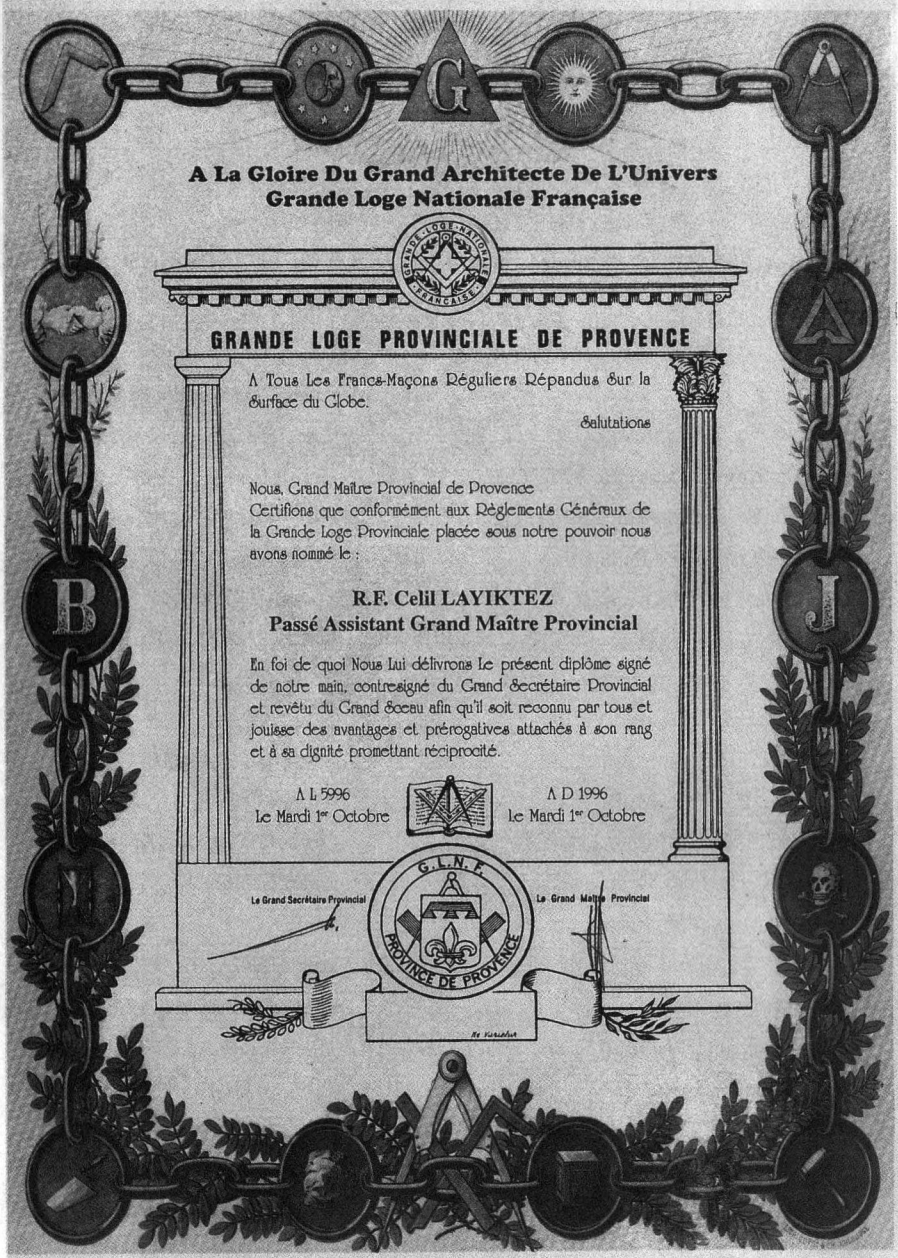 G
A La Gloire Du Grand Architecte De L'Univers
Grande Loge Nationale Française
GRANDE·LOGE·NATIONALE
·FRANÇAISE·
GRANDE LOGE PROVINCIALE DE PROVENCE
A Tous Les Francs-Maçons Réguliers Répandus Sur la
Surface du Globe.
Salutations
Nous, Grand Maître Provincial de Provence
Certifions que conformément aux Règlements Généraux de
la Grande Loge Provinciale placée sous notre pouvoir nous
avons nommé le :
B
J
R.F. Celil LAYIKTEZ
Passé Assistant Grand Maître Provincial
En foi de quoi Nous Lui délivrons Le présent diplôme signé
de notre main, contresigné du Grand Secrétaire Provincial
et revêtu du Grand Sceau afin qu'il soit reconnu par tous et
jouisse des avantages et prérogatives attachés à son rang
et à sa dignité promettant réciprocité.
A L 5996
Le Mardi 1er Octobre
A D 1996
Le Mardi 1er Octobre
G.L.N.F.
PROVINCE DE PROVENCE
Le Grand Secrétaire Provincial
Le Grand Maître Provincial
Ne Varietur